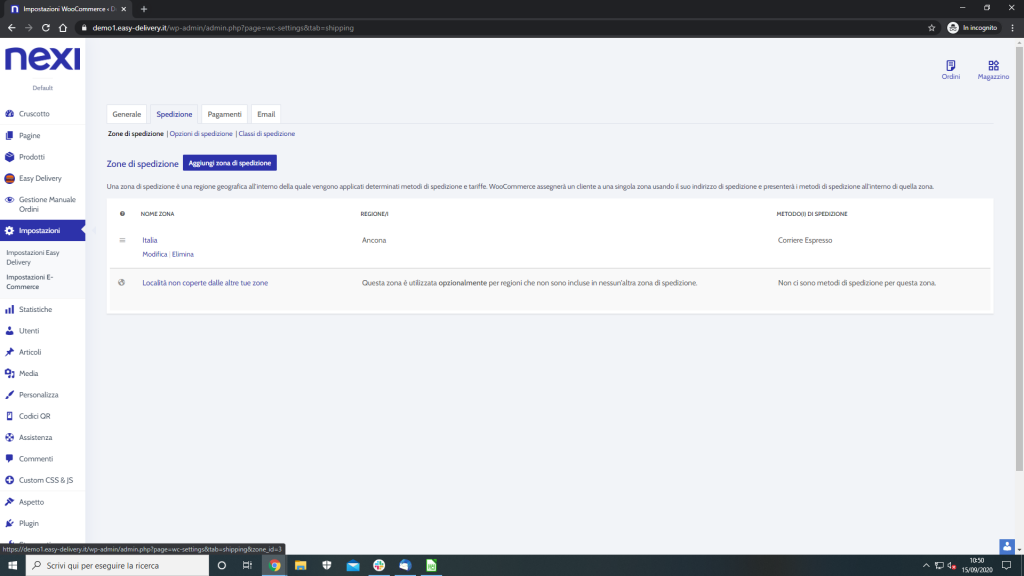 Impostazioni WooCommerce ‹ D
demo1.easy-delivery.it/wp-admin/admin.php?page=wc-settings&tab=shipping
In incognito
nexi
Default
Ordini
Magazzino
Cruscotto
Pagine
Prodotti
Easy Delivery
Gestione Manuale
Ordini
Impostazioni
Impostazioni Easy
Delivery
Impostazioni E-
Commerce
Statistiche
Utenti
Articoli
Media
Personalizza
Codici QR
Assistenza
Commenti
Custom CSS & JS
Aspetto
Plugin
Generale Spedizione Pagamenti Email
Zone di spedizione | Opzioni di spedizione | Classi di spedizione
Zone di spedizione Aggiungi zona di spedizione
Una zona di spedizione è una regione geografica all'interno della quale vengono applicati determinati metodi di spedizione e tariffe. WooCommerce assegnerà un cliente a una singola zona usando il suo indirizzo di spedizione e presenterà i metodi di spedizione all'interno di quella zona.
NOME ZONA REGIONE/I METODO(I) DI SPEDIZIONE
Italia Ancona Corriere Espresso
Modifica | Elimina
Località non coperte dalle altre tue zone Questa zona è utilizzata opzionalmente per regioni che non sono incluse in nessun'altra zona di spedizione. Non ci sono metodi di spedizione per questa zona.
https://demo1.easy-delivery.it/wp-admin/admin.php?page=wc-settings&tab=shipping&zone_id=3
Scrivi qui per eseguire la ricerca
10:50
15/09/2020